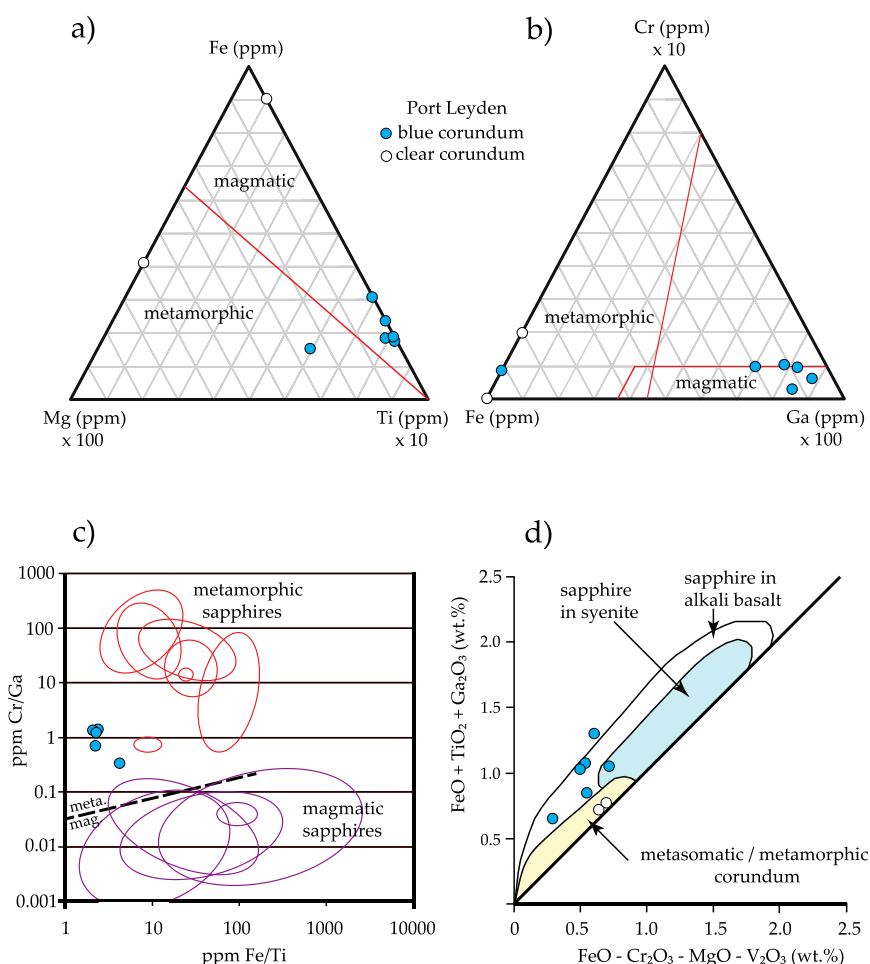 a)
Fe (ppm)
magmatic
metamorphic
Mg (ppm)
x 100
Ti (ppm)
x 10
Port Leyden
blue corundum
clear corundum
b)
Cr (ppm)
x 10
metamorphic
magmatic
Fe (ppm)
Ga (ppm)
x 100
c)
ppm Cr/Ga
1000
100
10
1
0.1
0.01
0.001
metamorphic
sapphires
meta.
mag.
magmatic
sapphires
1
10
100
1000
10000
ppm Fe/Ti
d)
FeO + TiO₂ + Ga₂O₃ (wt.%)
2.5
2.0
1.5
1.0
0.5
sapphire
in syenite
sapphire in
alkali basalt
metasomatic / metamorphic
corundum
0
0.5
1.0
1.5
2.0
2.5
FeO - Cr₂O₃ - MgO - V₂O₃ (wt.%)